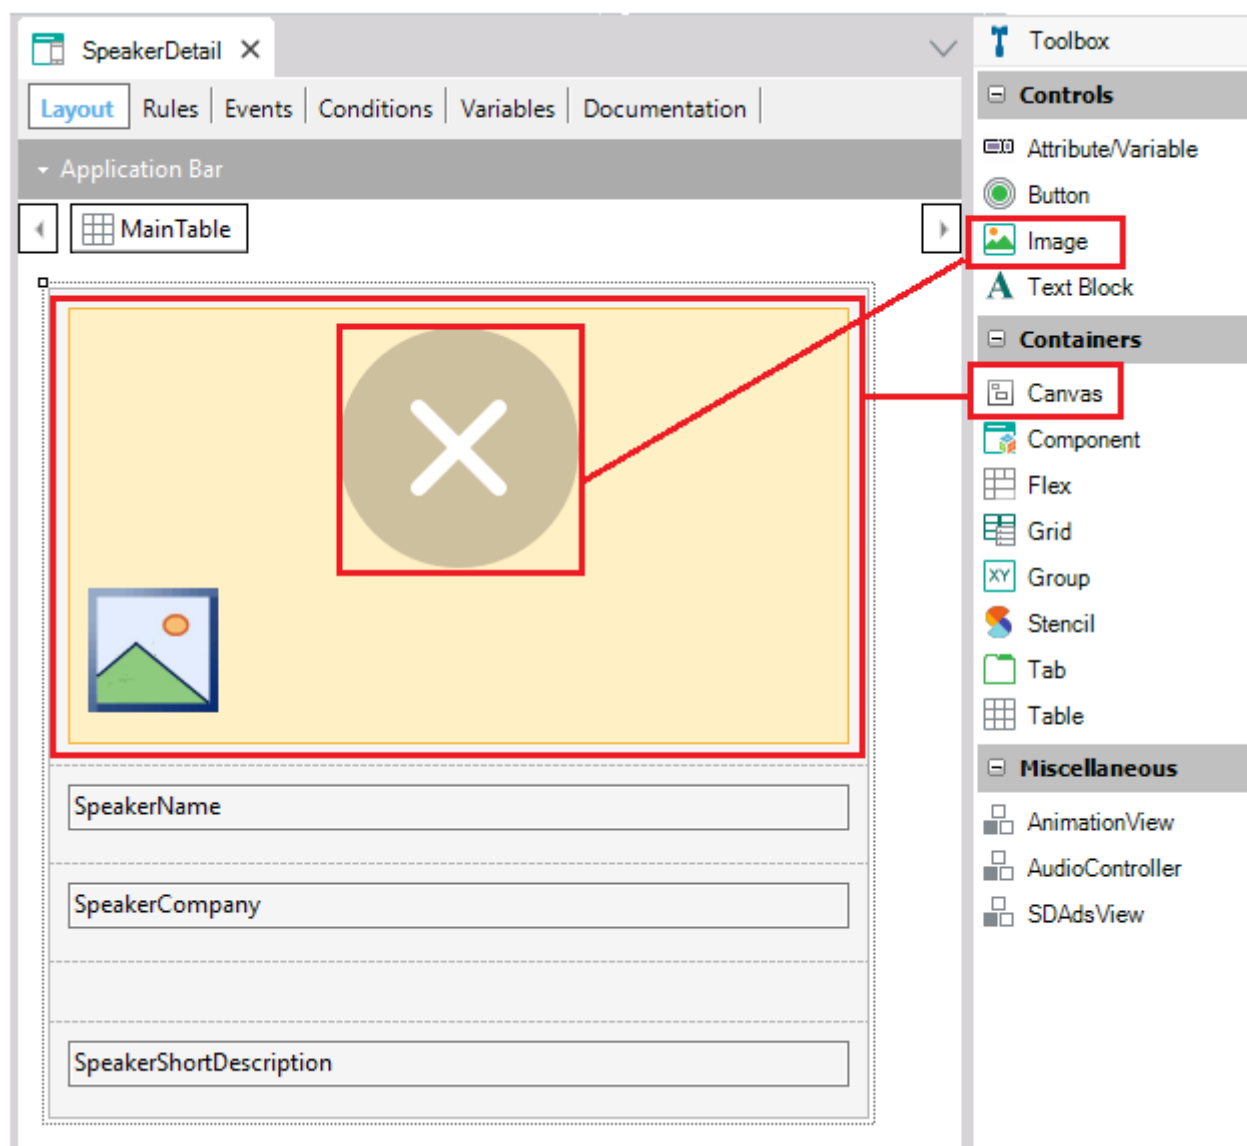 SpeakerDetail
Layout Rules Events Conditions Variables Documentation
Application Bar
MainTable
SpeakerName
SpeakerCompany
SpeakerShortDescription
Toolbox
Controls
Attribute/Variable
Button
Image
Text Block
Containers
Canvas
Component
Flex
Grid
XY Group
Stencil
Tab
Table
Miscellaneous
AnimationView
AudioController
SDAdsView